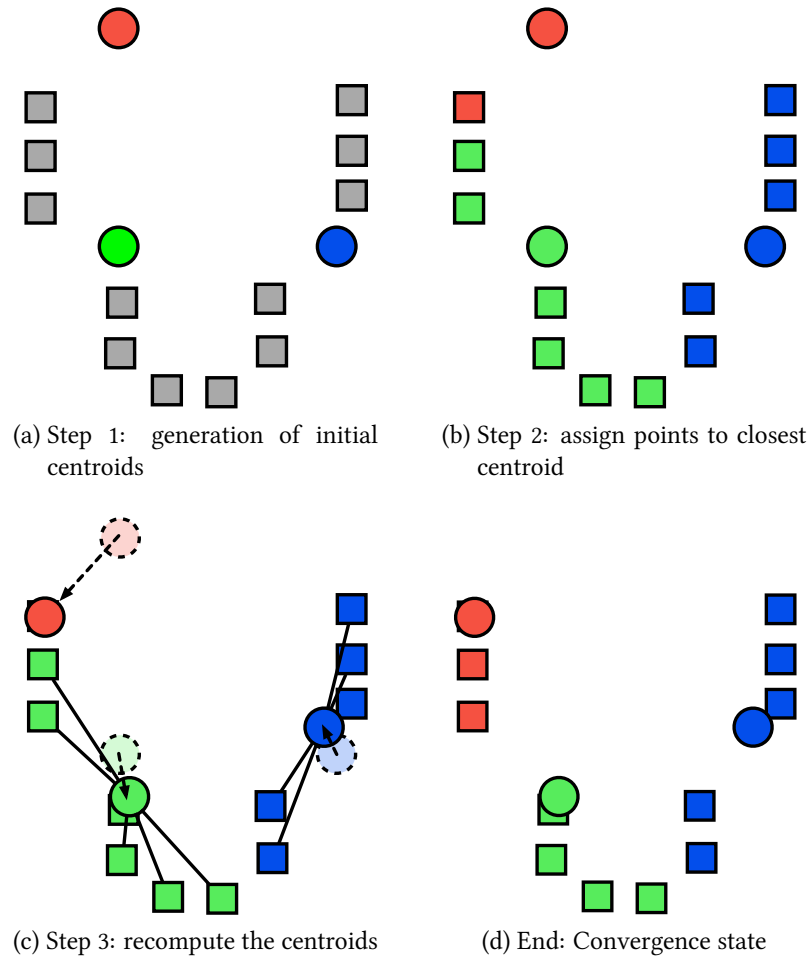 (a) Step 1: generation of initial
centroids
(b) Step 2: assign points to closest
centroid
(c) Step 3: recompute the centroids
(d) End: Convergence state